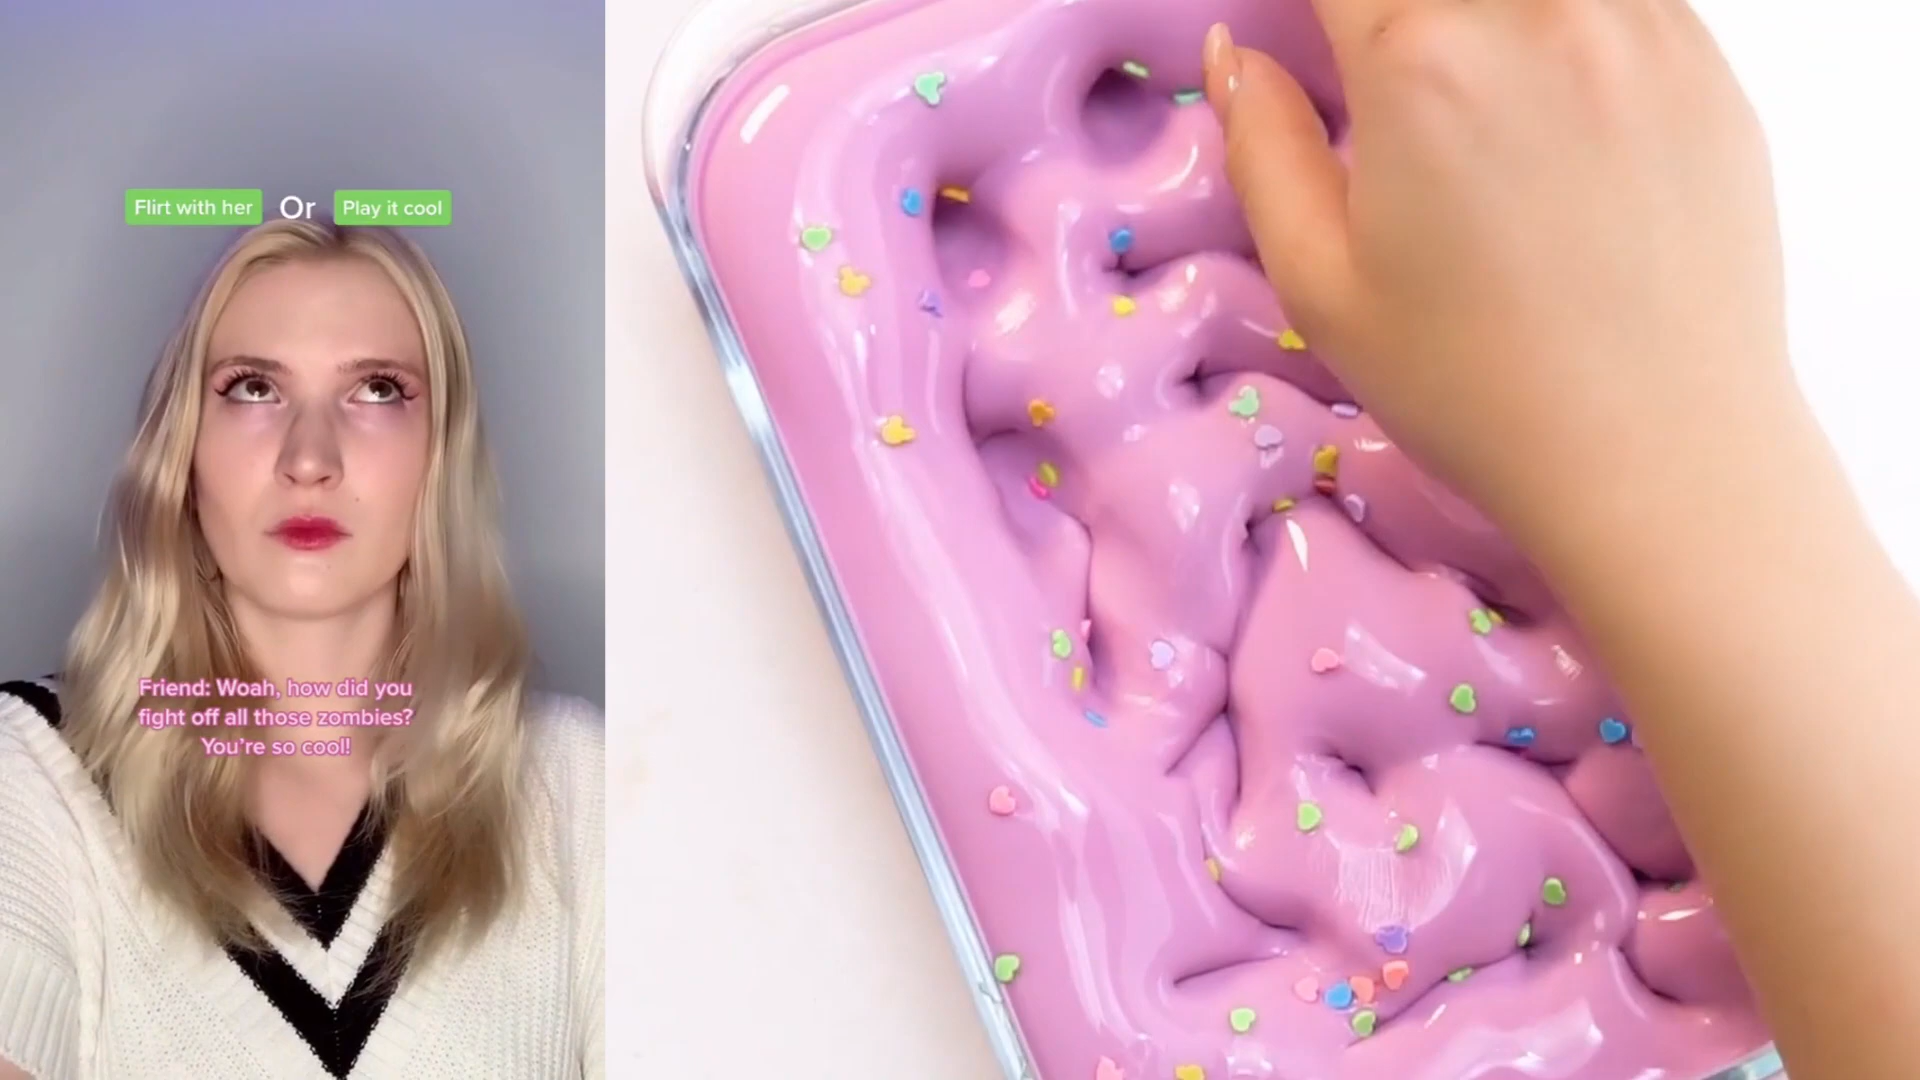 Flirt with her Or Play it cool
Friend: Woah, how did you
fight off all those zombies?
You're so cool!